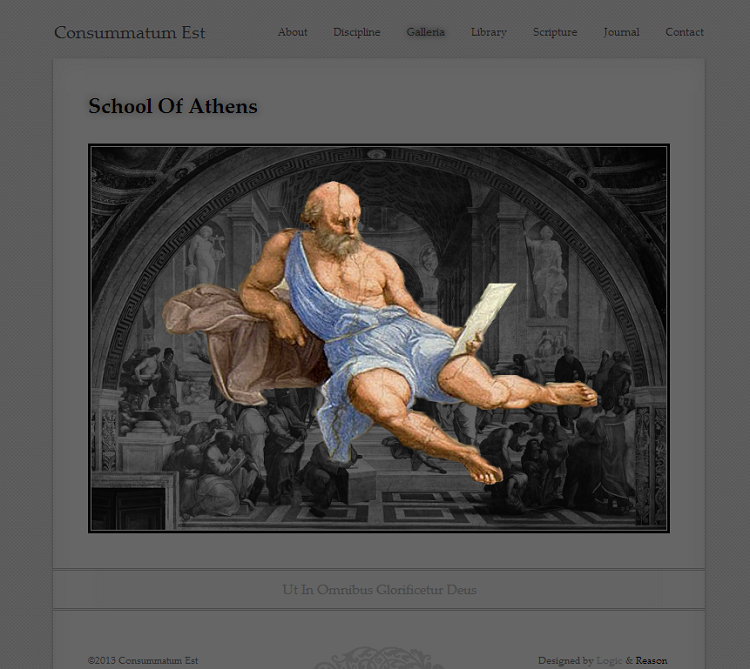 Consummatum Est
About Discipline Galleria Library Scripture Journal Contact
School Of Athens
Ut In Omnibus Glorificetur Deus
©2013 Consummatum Est
Designed by Logic & Reason